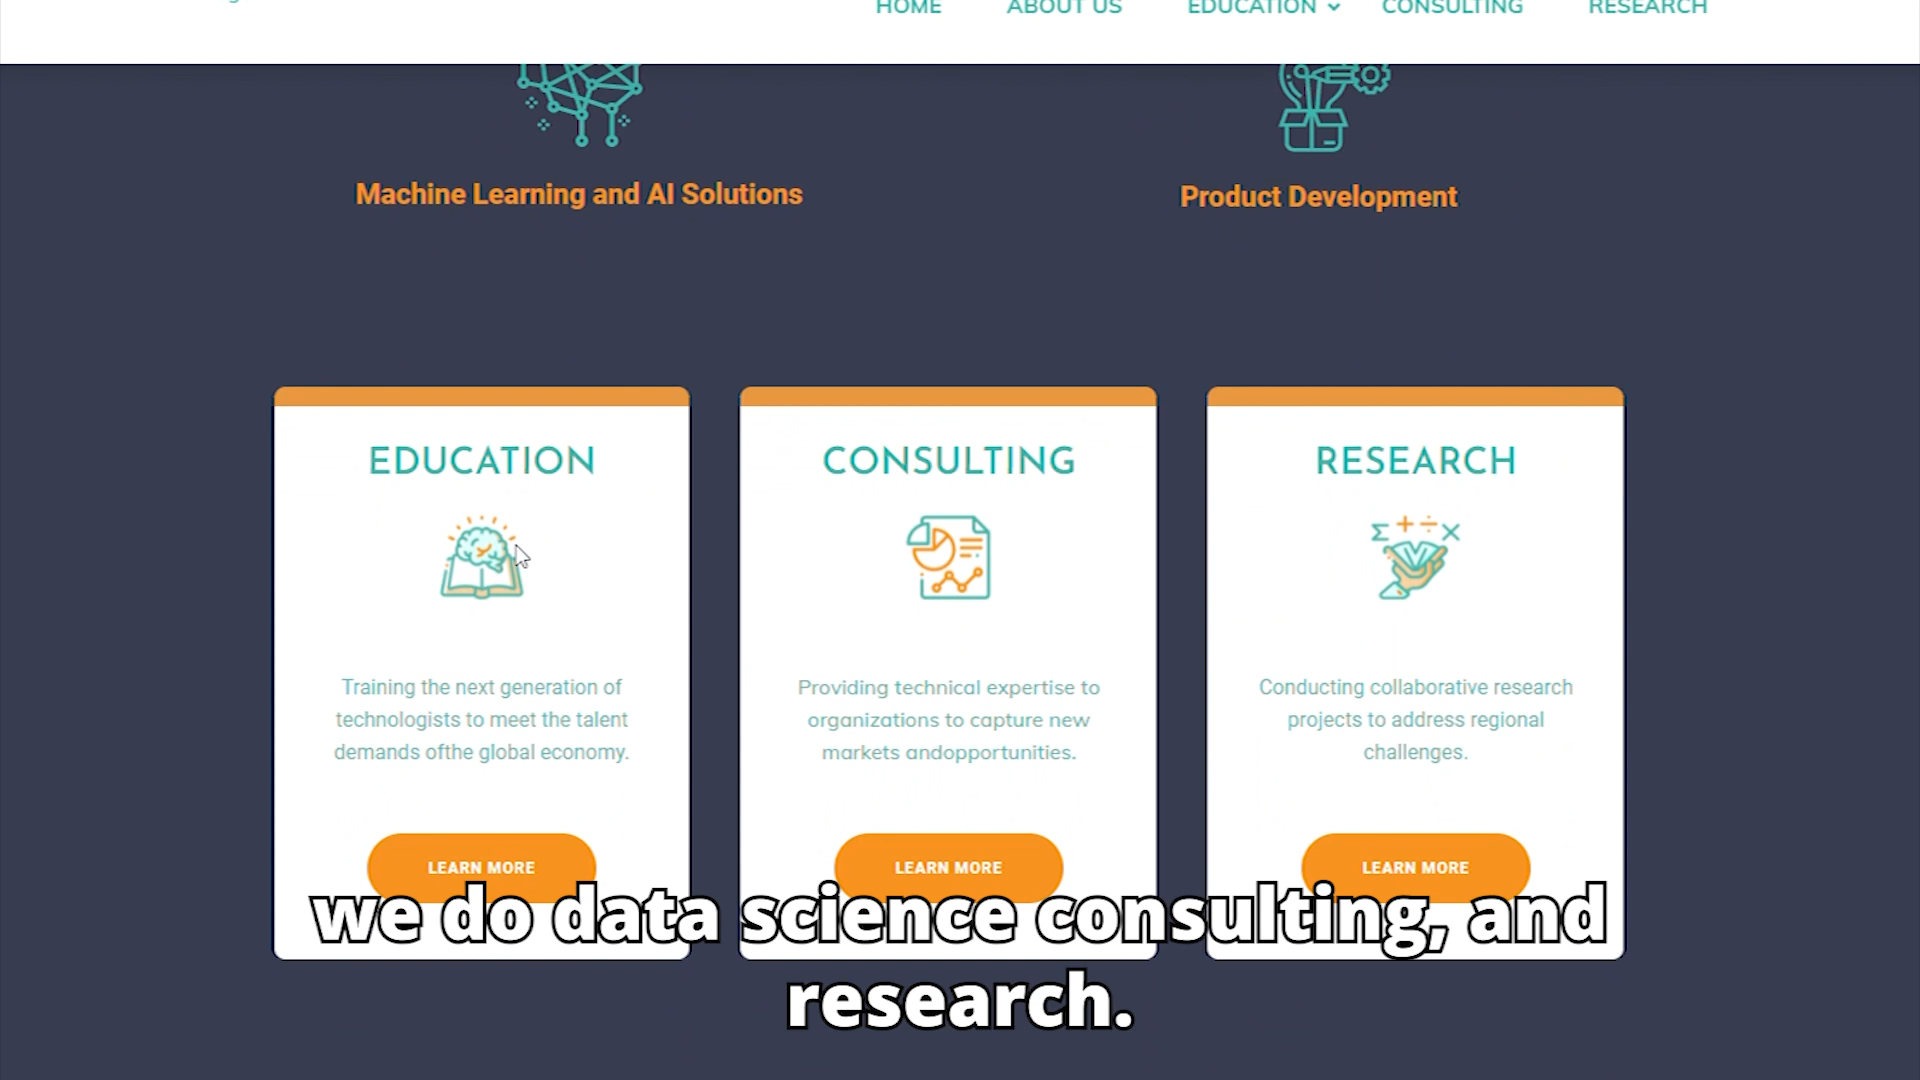 HOME ABOUT US EDUCATION CONSULTING RESEARCH
Machine Learning and AI Solutions
Product Development
EDUCATION
Training the next generation of
technologists to meet the talent
demands ofthe global economy.
LEARN MORE
CONSULTING
Providing technical expertise to
organizations to capture new
markets andopportunities.
LEARN MORE
RESEARCH
Conducting collaborative research
projects to address regional
challenges.
LEARN MORE
we do data science consulting, and
research.